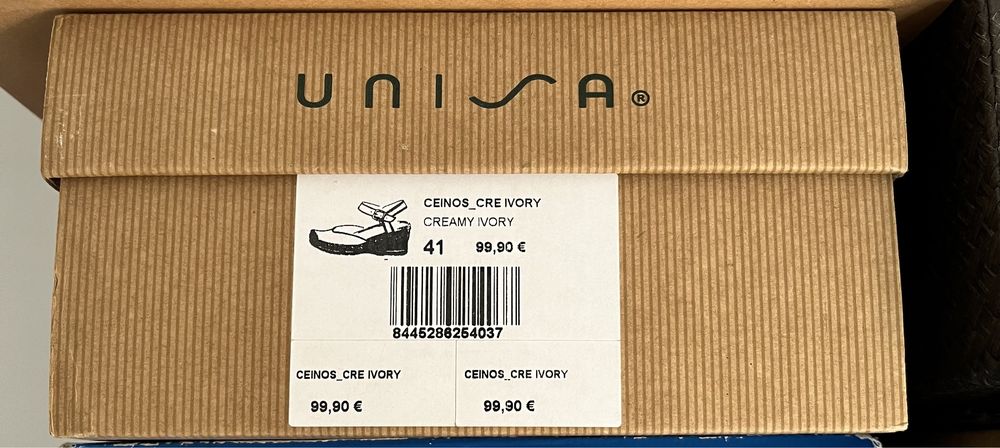 UNISA®
CEINOS_CRE IVORY
CREAMY IVORY
41 99,90 €
8445286254037
CEINOS_CRE IVORY CEINOS_CRE IVORY
99,90 € 99,90 €